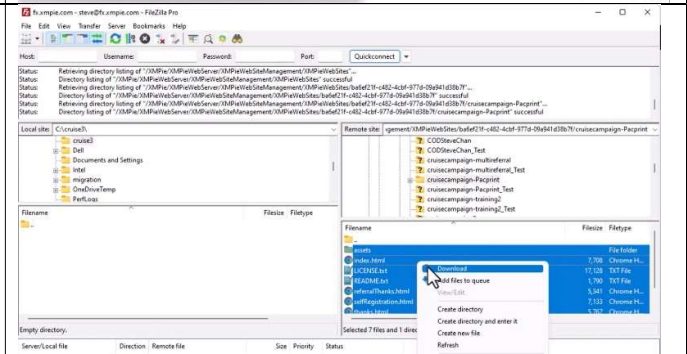 fx.xmpie.com - steve@fx.xmpie.com - FileZilla Pro
File Edit View Transfer Server Bookmarks Help
Host: Username: Password: Port: Quickconnect
Status: Retrieving directory listing of "/XMPie/XMPieWebServer/XMPieWebSiteManagement/XMPieWebSites"...
Status: Directory listing of "/XMPie/XMPieWebServer/XMPieWebSiteManagement/XMPieWebSites" successful
Status: Retrieving directory listing of "/XMPie/XMPieWebServer/XMPieWebSiteManagement/XMPieWebSites/ba6ef21f-c482-4cbf-977d-09a941d38b7f"...
Status: Directory listing of "/XMPie/XMPieWebServer/XMPieWebSiteManagement/XMPieWebSites/ba6ef21f-c482-4cbf-977d-09a941d38b7f" successful
Status: Retrieving directory listing of "/XMPie/XMPieWebServer/XMPieWebSiteManagement/XMPieWebSites/ba6ef21f-c482-4cbf-977d-09a941d38b7f/cruisecampaign-Pacprint"...
Status: Directory listing of "/XMPie/XMPieWebServer/XMPieWebSiteManagement/XMPieWebSites/ba6ef21f-c482-4cbf-977d-09a941d38b7f/cruisecampaign-Pacprint" successful
Local site: C:\cruise3\
cruise3
Dell
Documents and Settings
Intel
migration
OneDriveTemp
PerfLogs
Filename Filesize Filetype
..
Empty directory.
Remote site: gement/XMPieWebSites/ba6ef21f-c482-4cbf-977d-09a941d38b7f/cruisecampaign-Pacprint
CODSteveChan
CODSteveChan_Test
cruisecampaign-multireferral
cruisecampaign-multireferral_Test
cruisecampaign-Pacprint
cruisecampaign-Pacprint_Test
cruisecampaign-training2
cruisecampaign-training2_Test
Filename Filesize Filetype
..
assets File folder
index.html 7,708 Chrome H...
LICENSE.txt 17,128 TXT File
README.txt 1,790 TXT File
referralThanks.html 5,341 Chrome H...
selfRegistration.html 7,133 Chrome H...
thanks.html 5,767 Chrome H...
Download
Add files to queue
View/Edit
Create directory
Create directory and enter it
Create new file
Refresh
Selected 7 files and 1 direc
Server/Local file Direction Remote file Size Priority Status